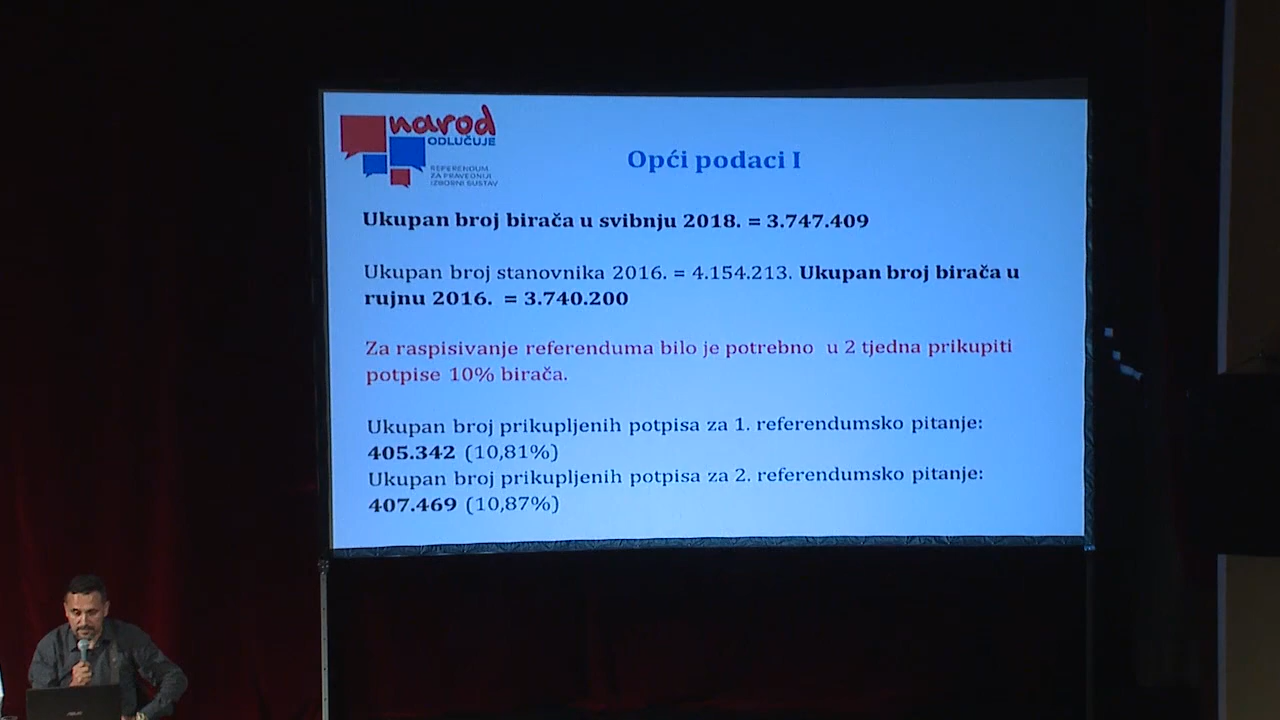 narod
ODLUČUJE
REFERENDUM
ZA PRAVEDNIJI
IZBORNI SUSTAV
Opći podaci I
Ukupan broj birača u svibnju 2018. = 3.747.409
Ukupan broj stanovnika 2016. = 4.154.213. Ukupan broj birača u
rujnu 2016. = 3.740.200
Za raspisivanje referenduma bilo je potrebno u 2 tjedna prikupiti
potpise 10% birača.
Ukupan broj prikupljenih potpisa za 1. referendumsko pitanje:
405.342 (10,81%)
Ukupan broj prikupljenih potpisa za 2. referendumsko pitanje:
407.469 (10,87%)
ASUS